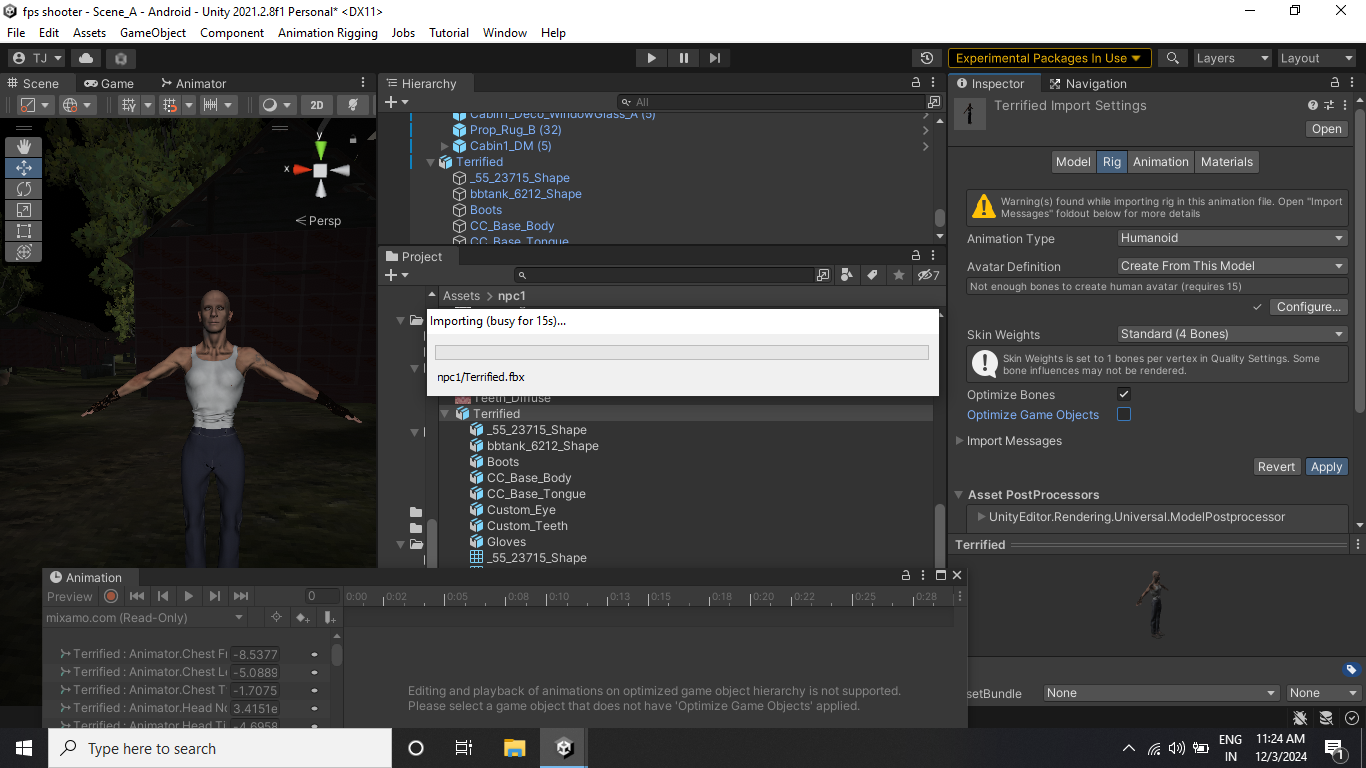 fps shooter - Scene_A - Android - Unity 2021.2.8f1 Personal* <DX11>
File Edit Assets GameObject Component Animation Rigging Jobs Tutorial Window Help
TJ Experimental Packages In Use Layers Layout
Scene Game Animator
2D
y
x
Persp
Hierarchy
All
Cabin1_Deco_WindowGlass_A (5)
Prop_Rug_B (32)
Cabin1_DM (5)
Terrified
_55_23715_Shape
bbtank_6212_Shape
Boots
CC_Base_Body
CC_Base_Tongue
Project
7
Assets > npc1
Importing (busy for 15s)...
npc1/Terrified.fbx
Teeth_Diffuse
Terrified
_55_23715_Shape
bbtank_6212_Shape
Boots
CC_Base_Body
CC_Base_Tongue
Custom_Eye
Custom_Teeth
Gloves
_55_23715_Shape
Inspector Navigation
Terrified Import Settings
Open
Model Rig Animation Materials
Warning(s) found while importing rig in this animation file. Open "Import
Messages" foldout below for more details
Animation Type Humanoid
Avatar Definition Create From This Model
Not enough bones to create human avatar (requires 15)
Configure...
Skin Weights Standard (4 Bones)
Skin Weights is set to 1 bones per vertex in Quality Settings. Some
bone influences may not be rendered.
Optimize Bones
Optimize Game Objects
Import Messages
Revert Apply
Asset PostProcessors
UnityEditor.Rendering.Universal.ModelPostprocessor
Terrified
setBundle None None
Animation
Preview 0 0:00 0:02 0:05 0:08 0:10 0:13 0:15 0:18 0:20 0:22 0:25 0:28
mixamo.com (Read-Only)
Terrified : Animator.Chest Fr -8.5377
Terrified : Animator.Chest Le -5.0889
Terrified : Animator.Chest T -1.7075
Terrified : Animator.Head No 3.4151e
Terrified : Animator.Head Ti -4.6958
Editing and playback of animations on optimized game object hierarchy is not supported.
Please select a game object that does not have 'Optimize Game Objects' applied.
Type here to search
ENG
IN
11:24 AM
12/3/2024
1